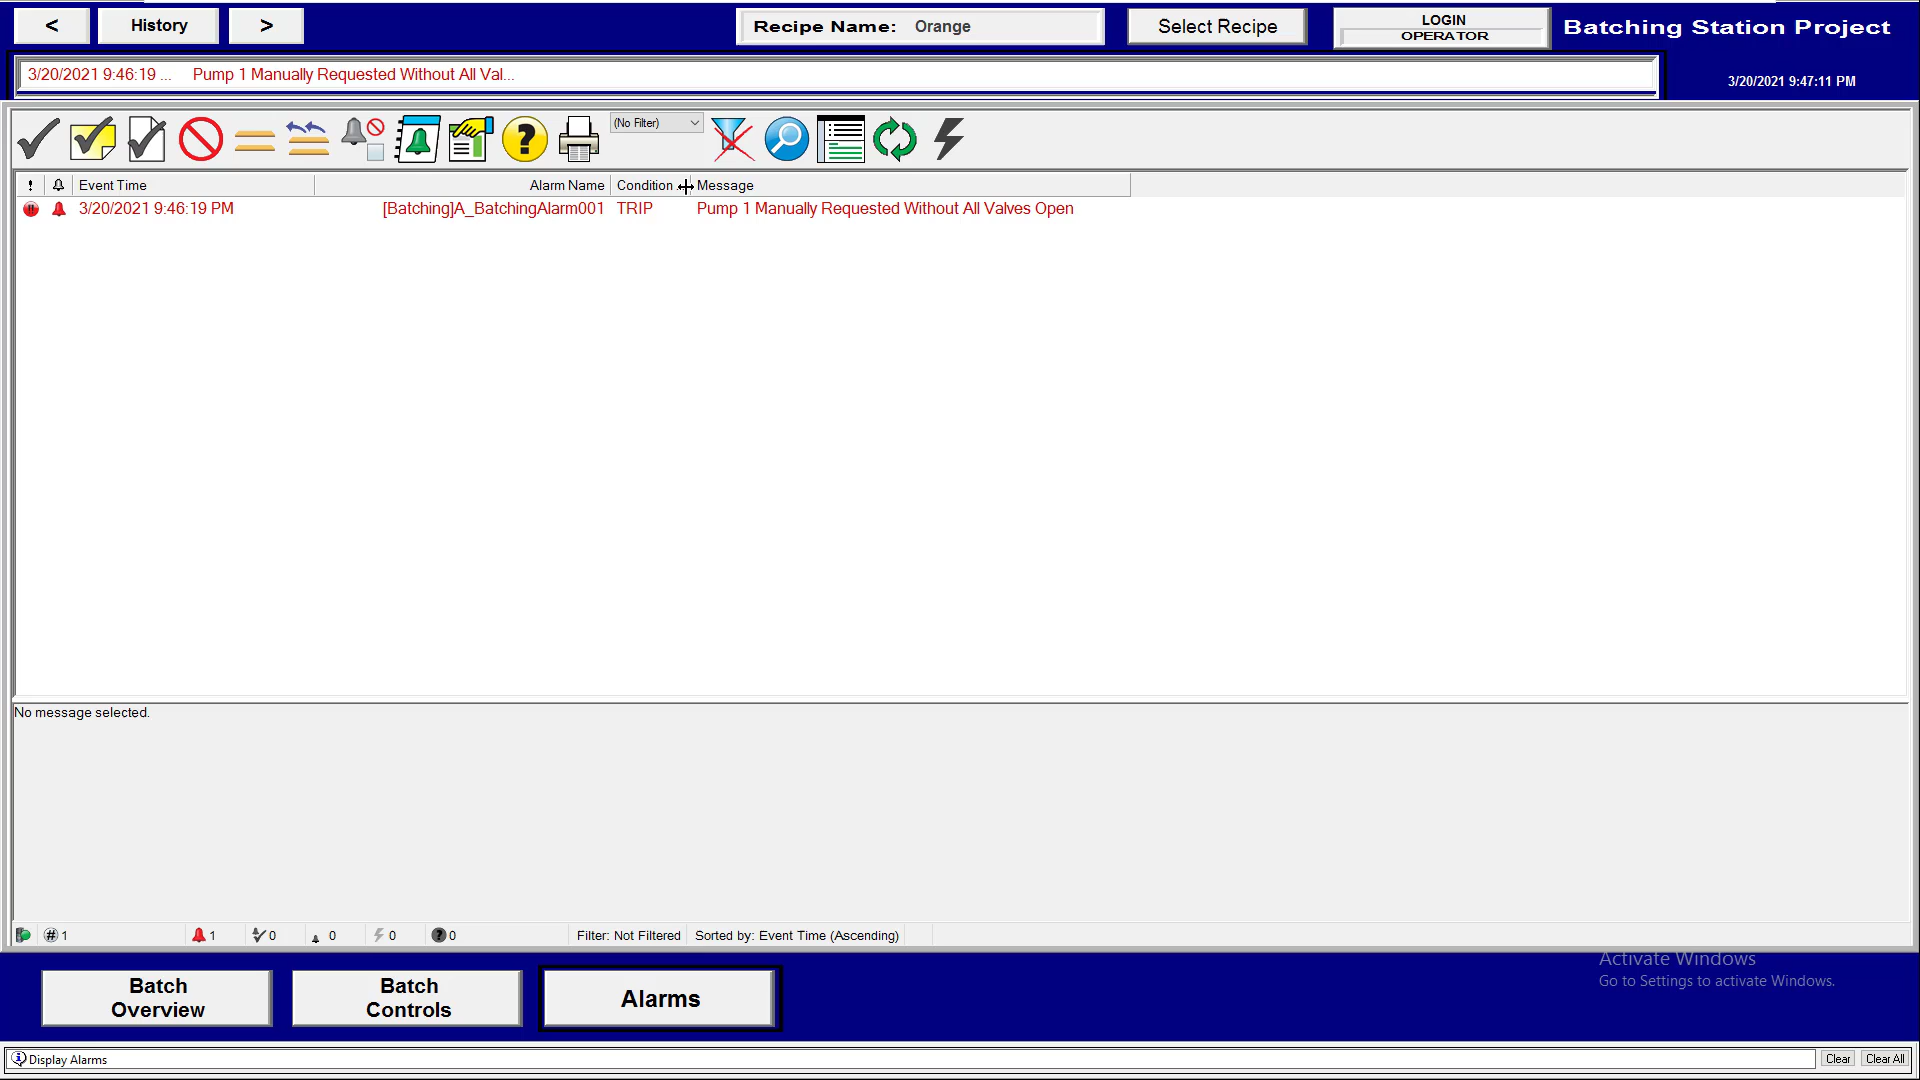 < History >
Recipe Name: Orange
Select Recipe
LOGIN
OPERATOR
Batching Station Project
3/20/2021 9:46:19 ... Pump 1 Manually Requested Without All Val...
3/20/2021 9:47:11 PM
(No Filter)
! Event Time Alarm Name Condition Message
3/20/2021 9:46:19 PM [Batching]A_BatchingAlarm001 TRIP Pump 1 Manually Requested Without All Valves Open
No message selected.
# 1 1 0 0 0 ? 0 Filter: Not Filtered Sorted by: Event Time (Ascending)
Activate Windows
Go to Settings to activate Windows.
Batch
Overview
Batch
Controls
Alarms
Display Alarms
Clear
Clear All